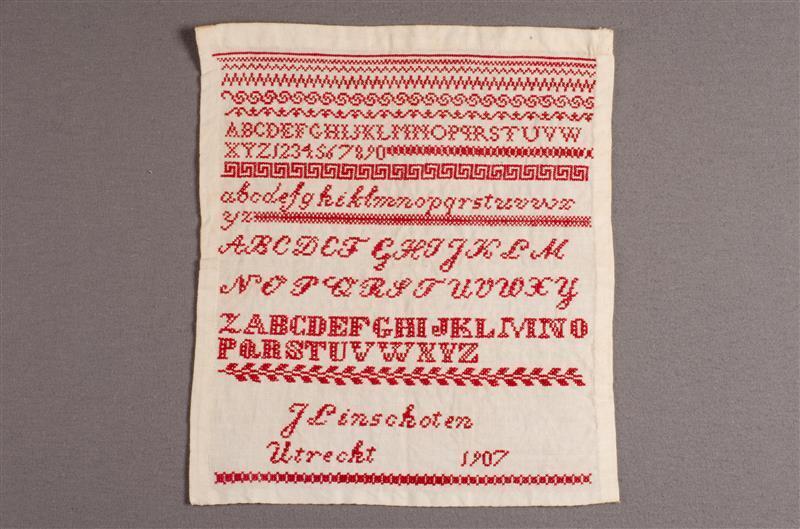 ABCDEFGHIJKLMNOPQRSTUVW
XYZ1234567890
abcdefghiklmnopqrstuvwx
yz
ABCDEFGHIJKLM
NOPQRSTUVWXY
ZABCDEFGHIJKLMNO
PQRSTUVWXYZ
J Linschoten
Utrecht 1907